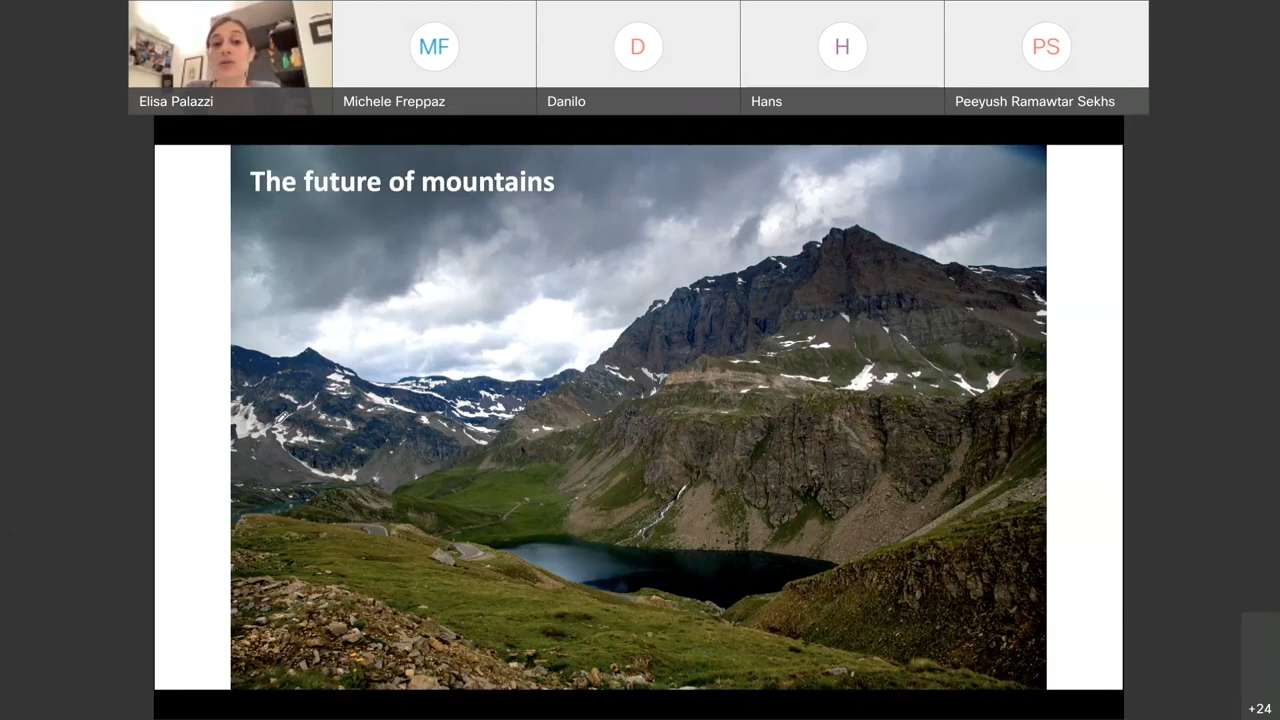 MF
D
H
PS
Elisa Palazzi
Michele Freppaz
Danilo
Hans
Peeyush Ramawtar Sekhs
The future of mountains
+24